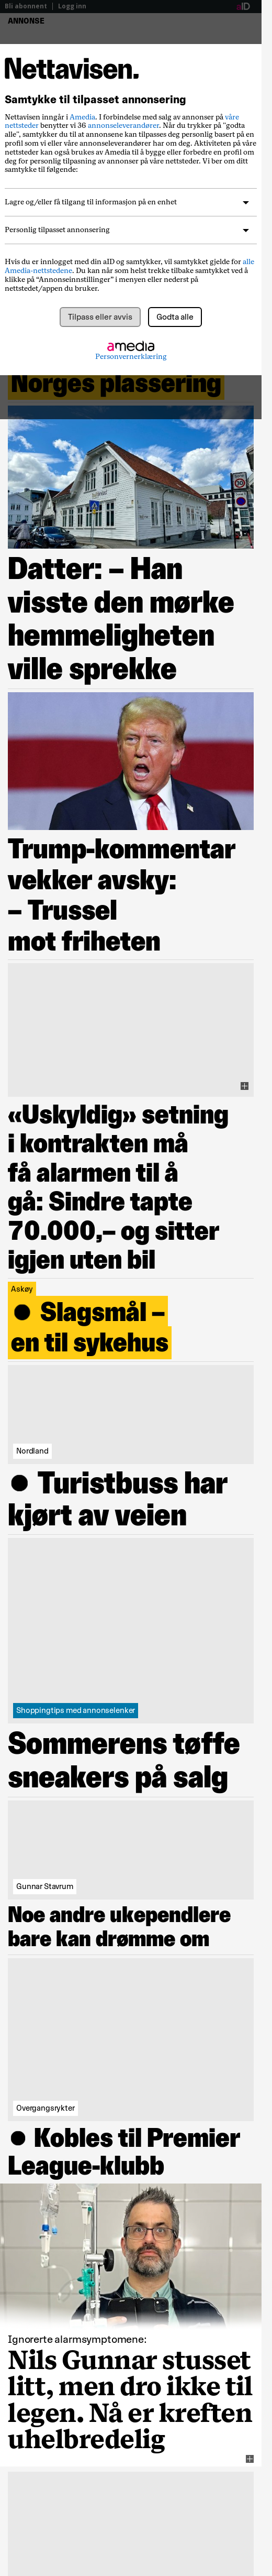 Bli abonnent | Logg inn
aID
ANNONSE
Nettavisen.
Samtykke til tilpasset annonsering
Nettavisen inngår i Amedia. I forbindelse med salg av annonser på våre
nettsteder benytter vi 36 annonseleverandører. Når du trykker på "godta
alle", samtykker du til at annonsene kan tilpasses deg personlig basert på en
profil som vi eller våre annonseleverandører har om deg. Aktiviteten på våre
nettsteder kan også brukes av Amedia til å bygge eller forbedre en profil om
deg for personlig tilpasning av annonser på våre nettsteder. Vi ber om ditt
samtykke til følgende:
Lagre og/eller få tilgang til informasjon på en enhet
Personlig tilpasset annonsering
Hvis du er innlogget med din aID og samtykker, vil samtykket gjelde for alle
Amedia-nettstedene. Du kan når som helst trekke tilbake samtykket ved å
klikke på “Annonseinnstillinger” i menyen eller nederst på
nettstedet/appen du bruker.
Tilpass eller avvis
Godta alle
amedia
Personvernerklæring
Norges plassering
Datter: – Han
visste den mørke
hemmeligheten
ville sprekke
Trump-kommentar
vekker avsky:
– Trussel
mot friheten
«Uskyldig» setning
i kontrakten må
få alarmen til å
gå: Sindre tapte
70.000,– og sitter
igjen uten bil
Askøy
● Slagsmål –
en til sykehus
Nordland
● Turistbuss har
kjørt av veien
Shoppingtips med annonselenker
Sommerens tøffe
sneakers på salg
Gunnar Stavrum
Noe andre ukependlere
bare kan drømme om
Overgangsrykter
● Kobles til Premier
League-klubb
Ignorerte alarmsymptomene:
Nils Gunnar stusset
litt, men dro ikke til
legen. Nå er kreften
uhelbredelig